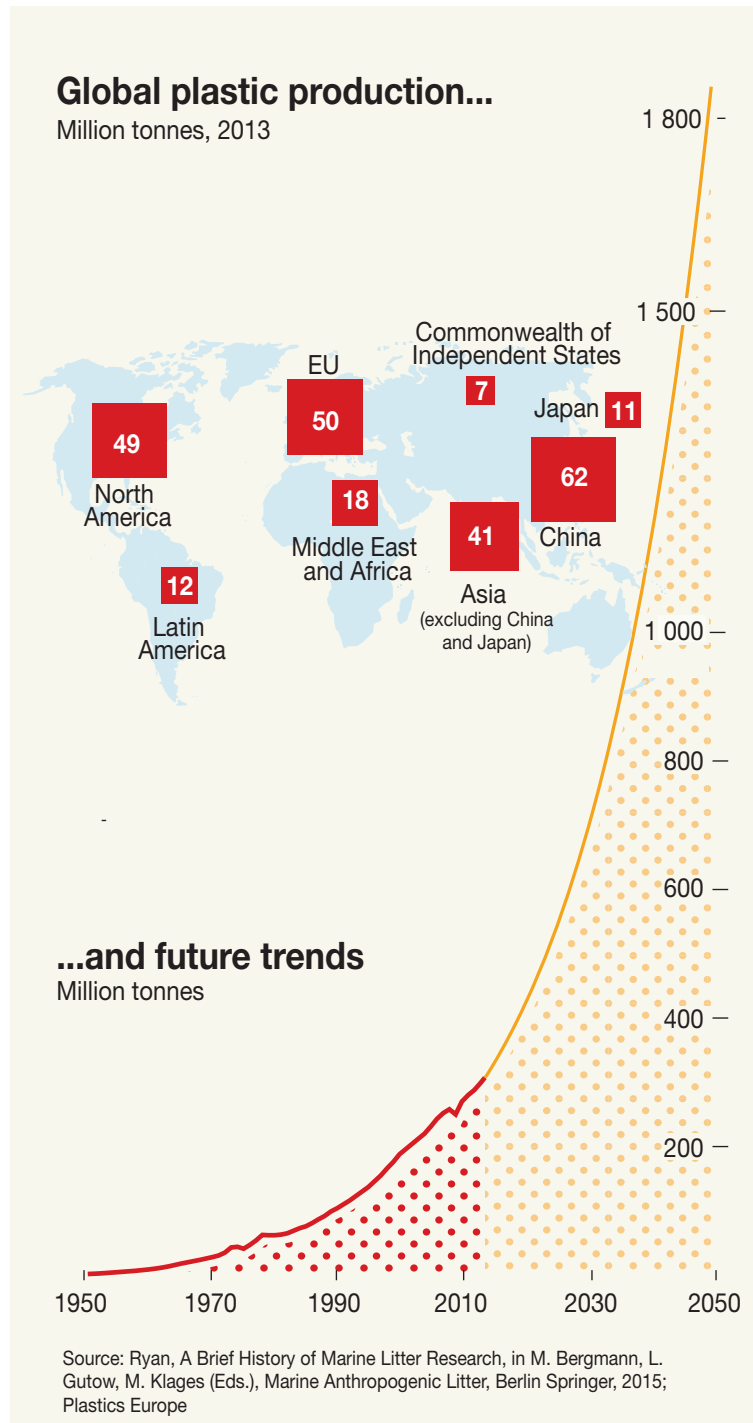 Global plastic production...
Million tonnes, 2013
1 800
1 500
Commonwealth of
Independent States
7
EU
50
Japan
11
49
North
America
62
China
18
Middle East
and Africa
41
Asia
(excluding China
and Japan)
12
Latin
America
1 000
800
600
...and future trends
Million tonnes
400
200
1950
1970
1990
2010
2030
2050
Source: Ryan, A Brief History of Marine Litter Research, in M. Bergmann, L.
Gutow, M. Klages (Eds.), Marine Anthropogenic Litter, Berlin Springer, 2015;
Plastics Europe